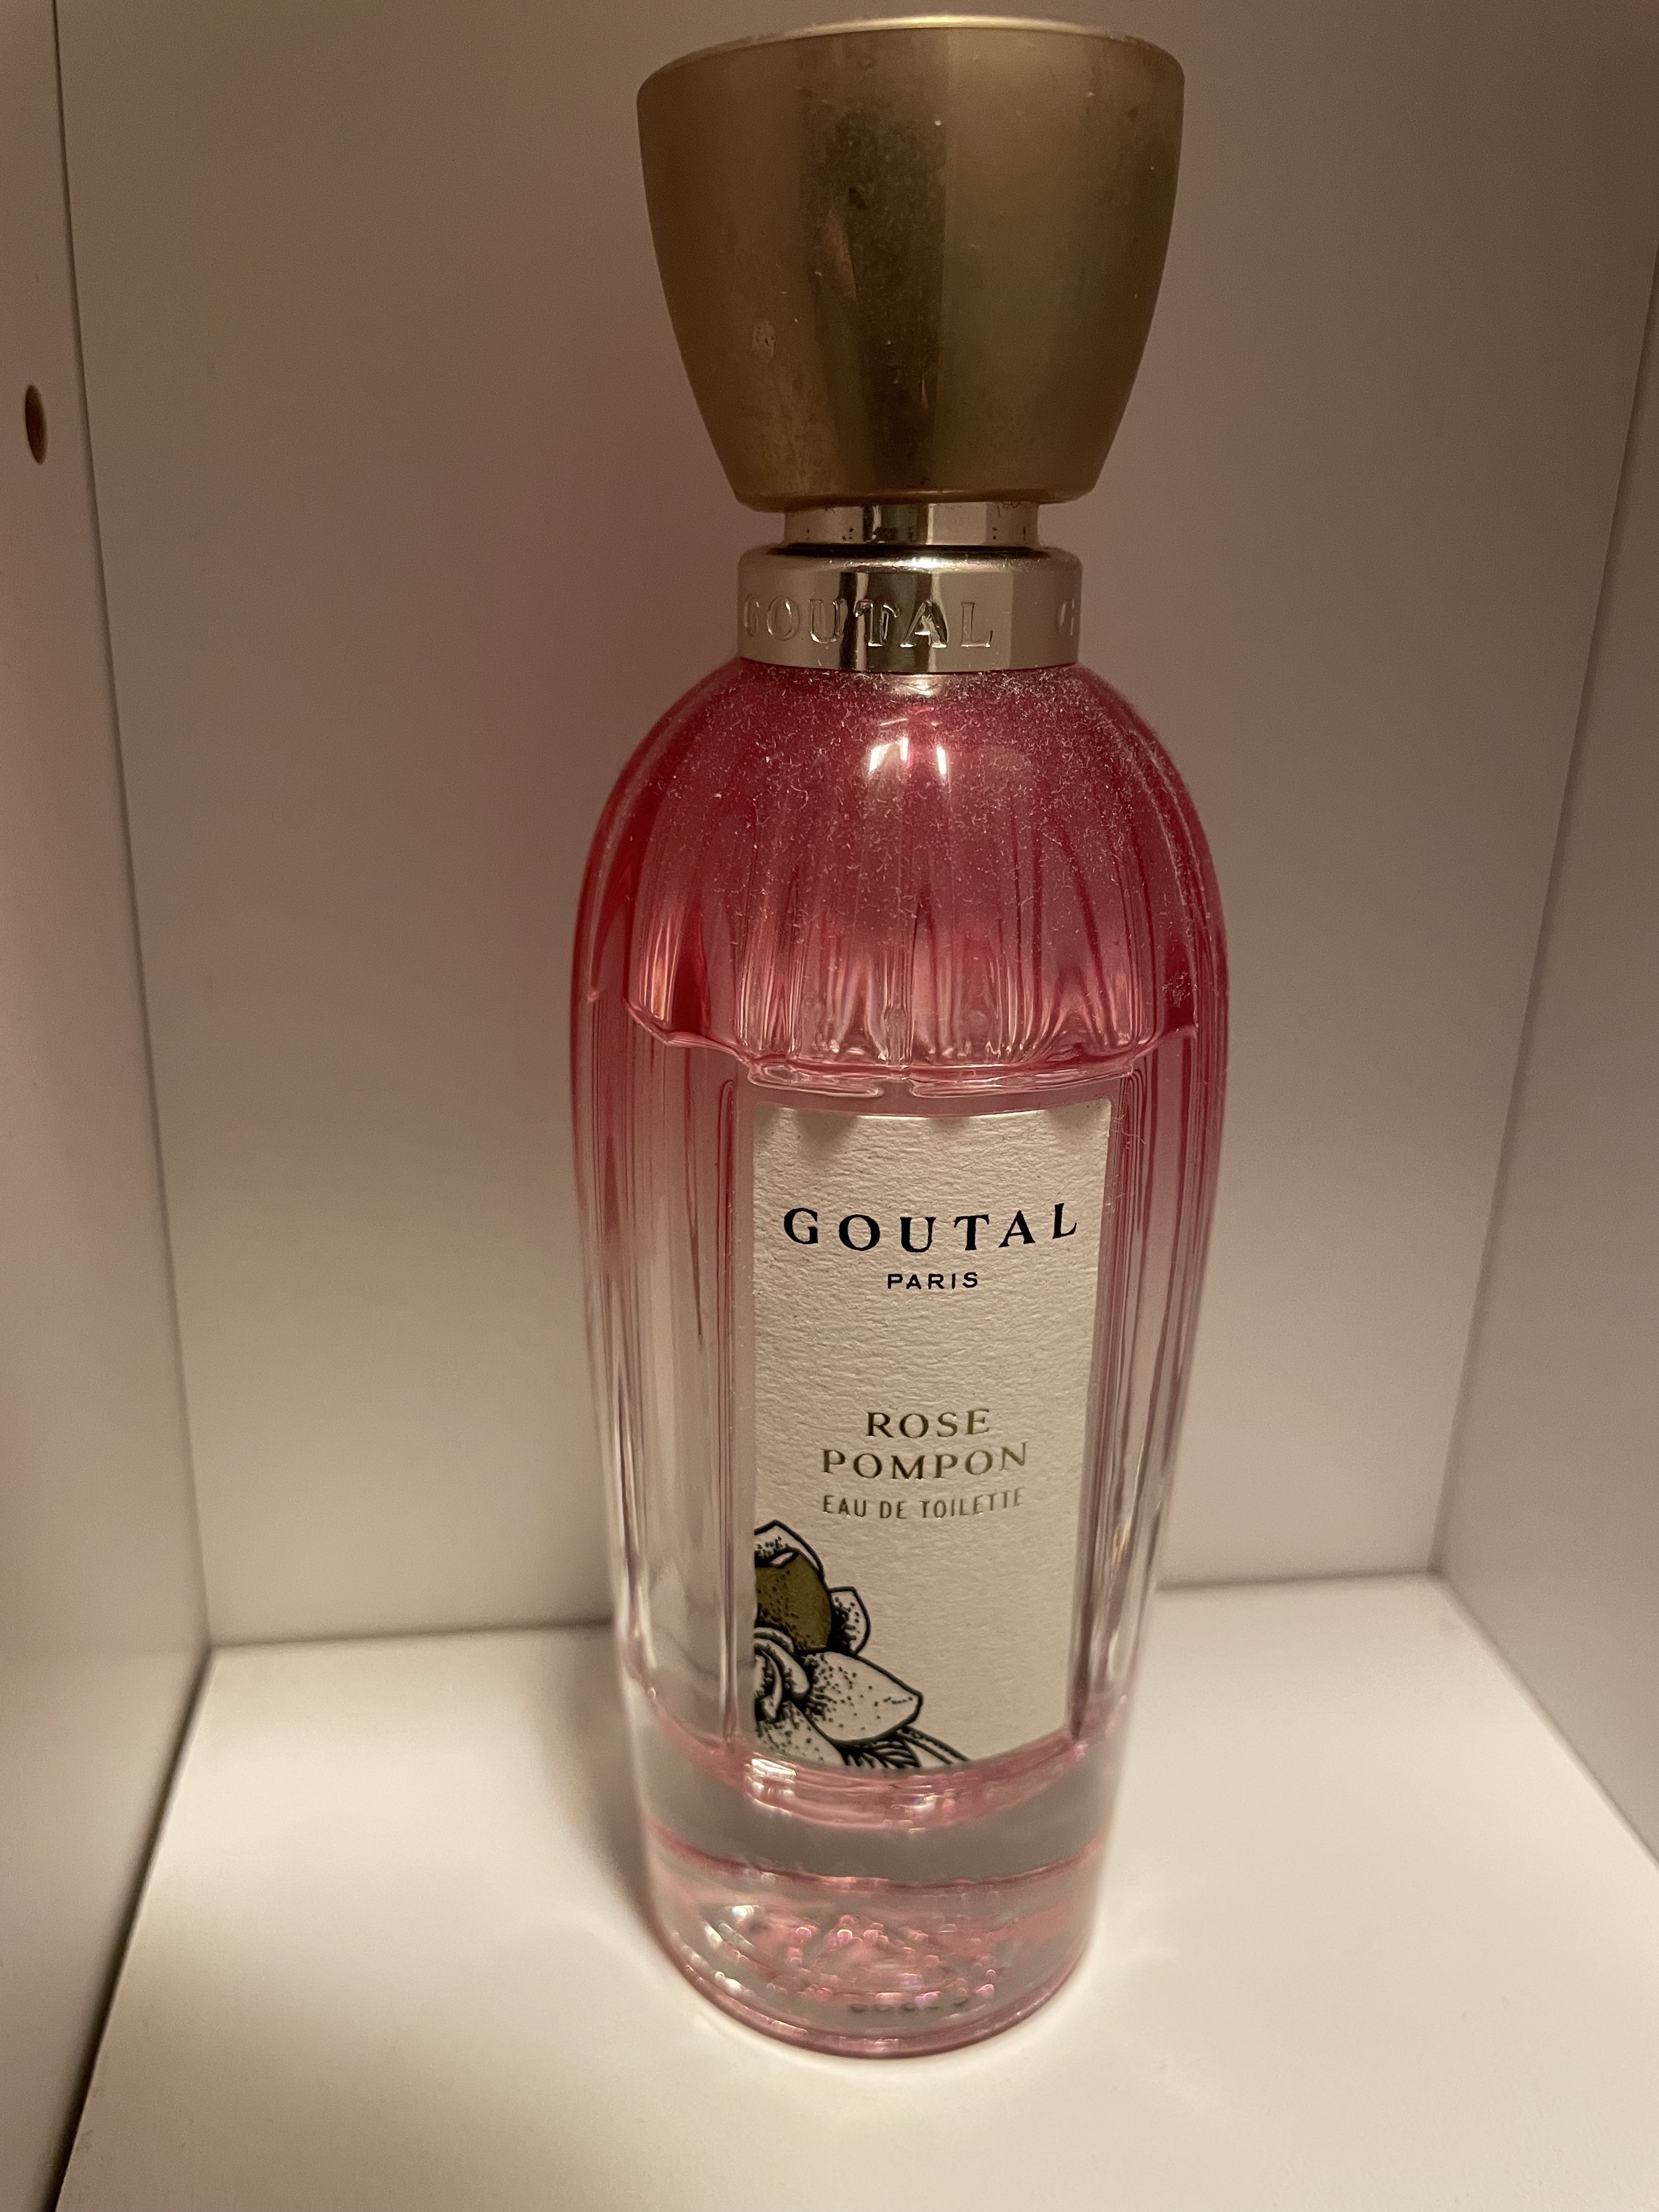 GOUTAL
GOUTAL
PARIS
ROSE
POMPON
EAU DE TOILETTE